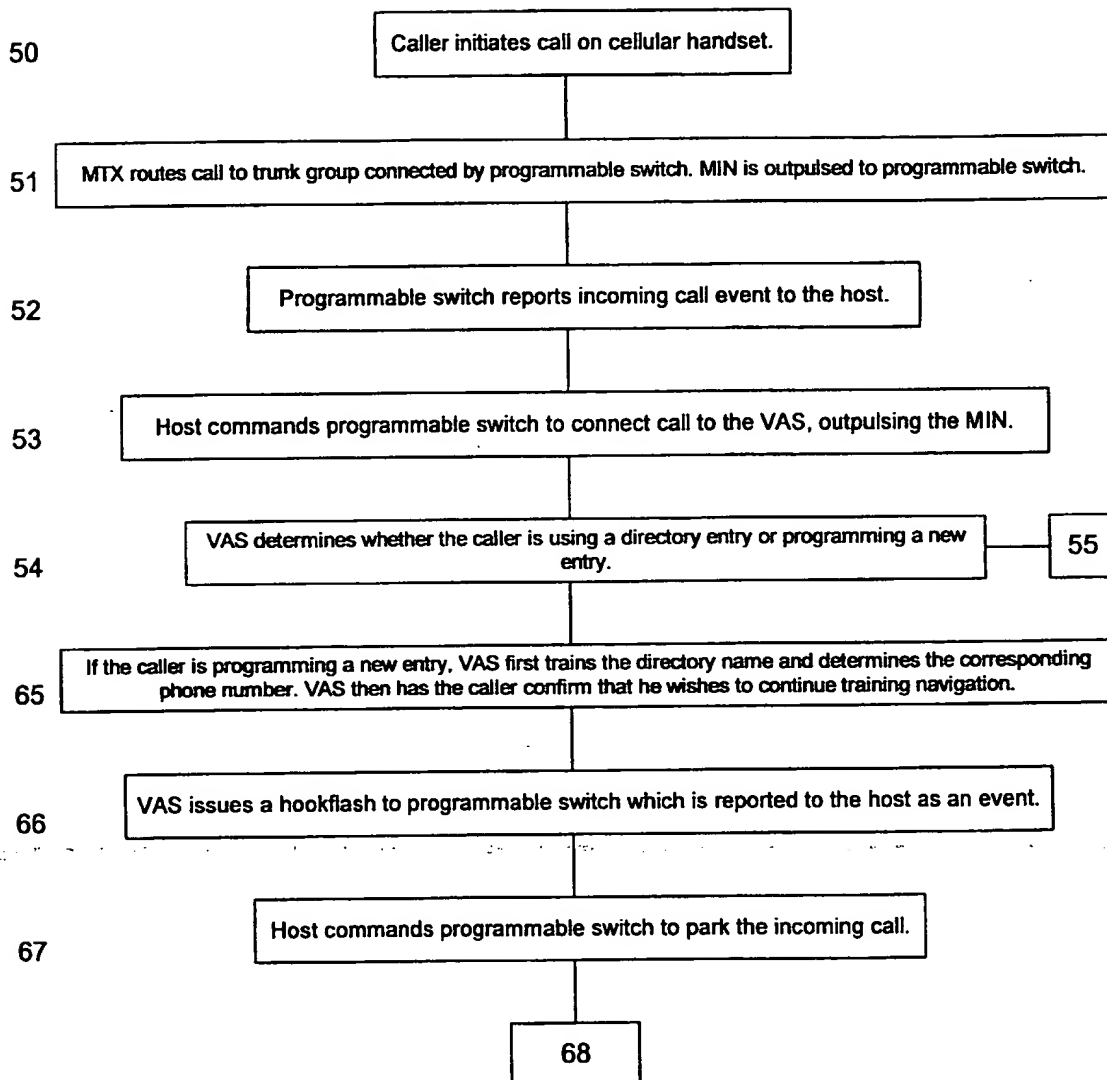 50
Caller initiates call on cellular handset.
51
MTX routes call to trunk group connected by programmable switch. MIN is outpulsed to programmable switch.
52
Programmable switch reports incoming call event to the host.
53
Host commands programmable switch to connect call to the VAS, outpulsing the MIN.
54
VAS determines whether the caller is using a directory entry or programming a new
entry.
55
65
If the caller is programming a new entry, VAS first trains the directory name and determines the corresponding
phone number. VAS then has the caller confirm that he wishes to continue training navigation.
66
VAS issues a hookflash to programmable switch which is reported to the host as an event.
67
Host commands programmable switch to park the incoming call.
68